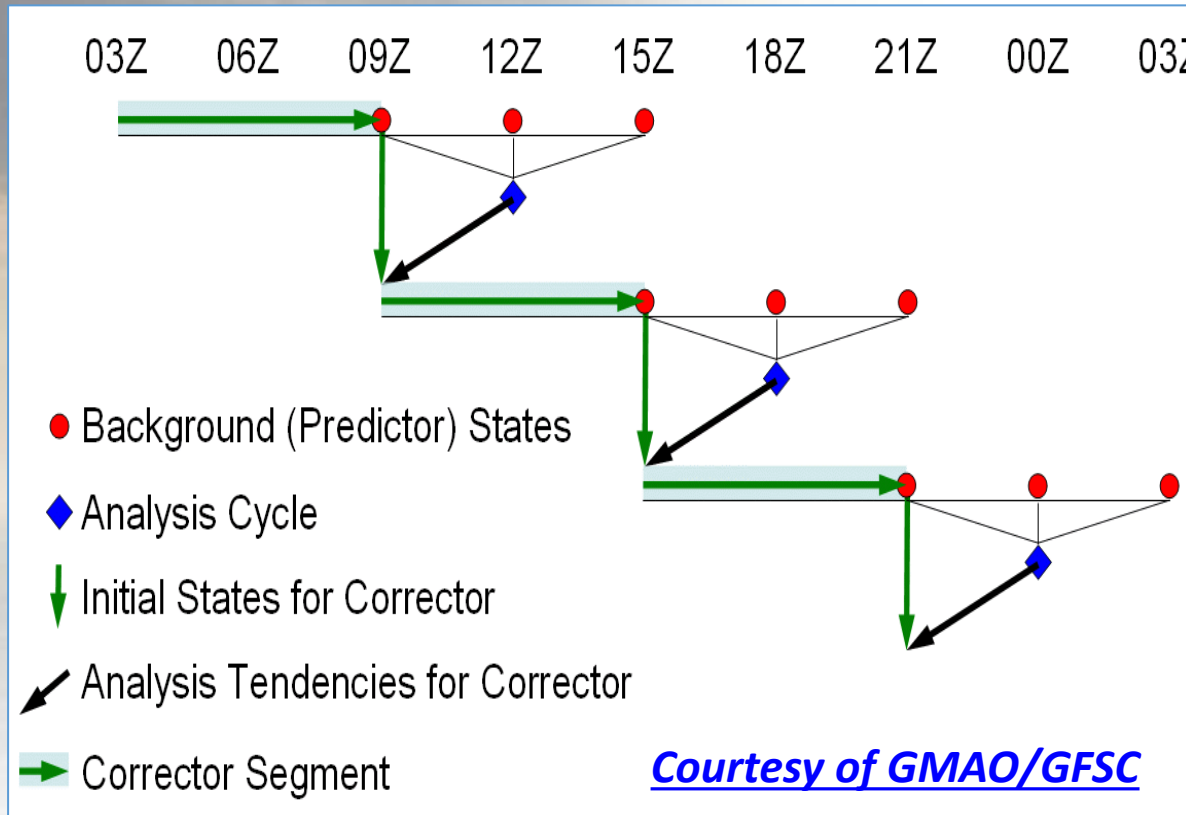 03Z 06Z 09Z 12Z 15Z 18Z 21Z 00Z 03Z
Background (Predictor) States
Analysis Cycle
Initial States for Corrector
Analysis Tendencies for Corrector
Corrector Segment
Courtesy of GMAO/GFSC